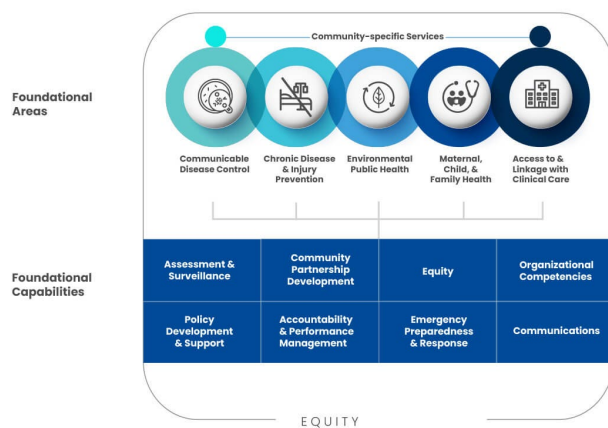 Community-specific Services
Foundational
Areas
Communicable
Disease Control
Chronic Disease
& Injury
Prevention
Environmental
Public Health
Maternal,
Child, &
Family Health
Access to &
Linkage with
Clinical Care
Foundational
Capabilities
Assessment &
Surveillance
Community
Partnership
Development
Equity
Organizational
Competencies
Policy
Development
& Support
Accountability
& Performance
Management
Emergency
Preparedness
& Response
Communications
EQUITY